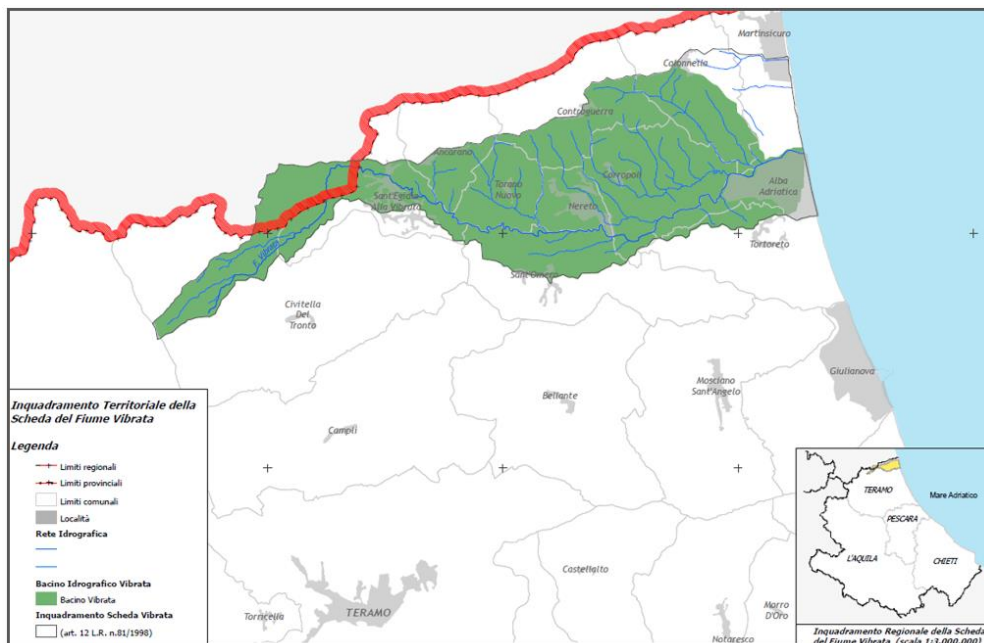 Martinsicuro
Colonnella
Controguerra
Ancarano
Sant'Egidio
Alla Vibrata
Torano
Nuovo
Corropoli
Nereto
Alba
Adriatica
Tortoreto
F. Vibrata
Sant'Omero
Civitella
Del
Tronto
Giulianova
Mosciano
Sant'Angelo
Bellante
Campli
Castellalto
TERAMO
Torricella
Notaresco
Morro
D'Oro
Inquadramento Territoriale della
Scheda del Fiume Vibrata
Legenda
Limiti regionali
Limiti provinciali
Limiti comunali
Località
Rete Idrografica
Bacino Idrografico Vibrata
Bacino Vibrata
Inquadramento Scheda Vibrata
(art. 12 L.R. n.81/1998)
TERAMO
Mare Adriatico
PESCARA
L'AQUILA
CHIETI
Inquadramento Regionale della Scheda
del Fiume Vibrata (scala 1:3.000.000)